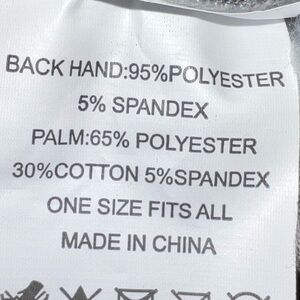 BACK HAND:95%POLYESTER
5% SPANDEX
PALM:65% POLYESTER
30%COTTON 5%SPANDEX
ONE SIZE FITS ALL
MADE IN CHINA